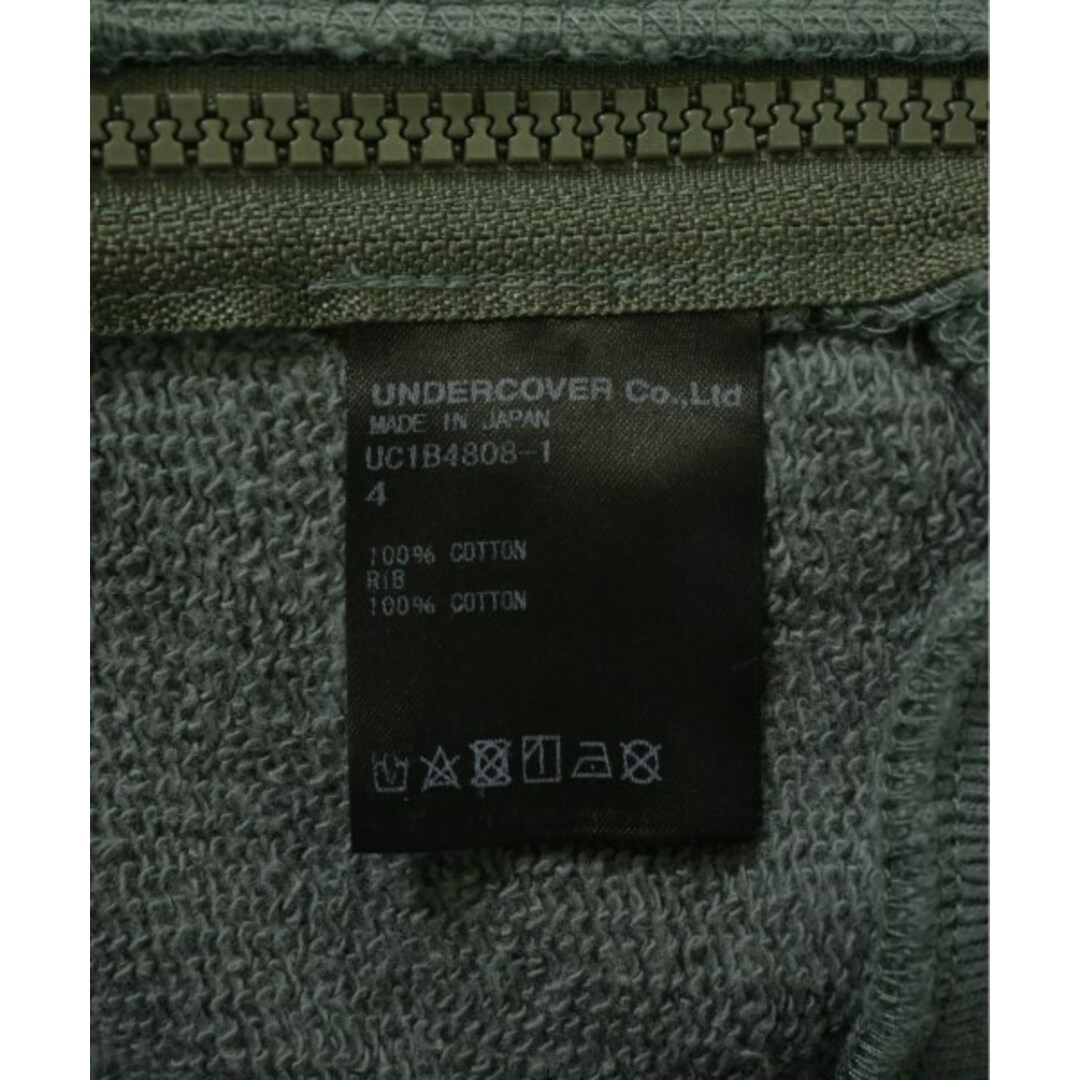 UNDERCOVER Co.,Ltd
MADE IN JAPAN
UC1B4808-1
4
100% COTTON
RIB
100% COTTON